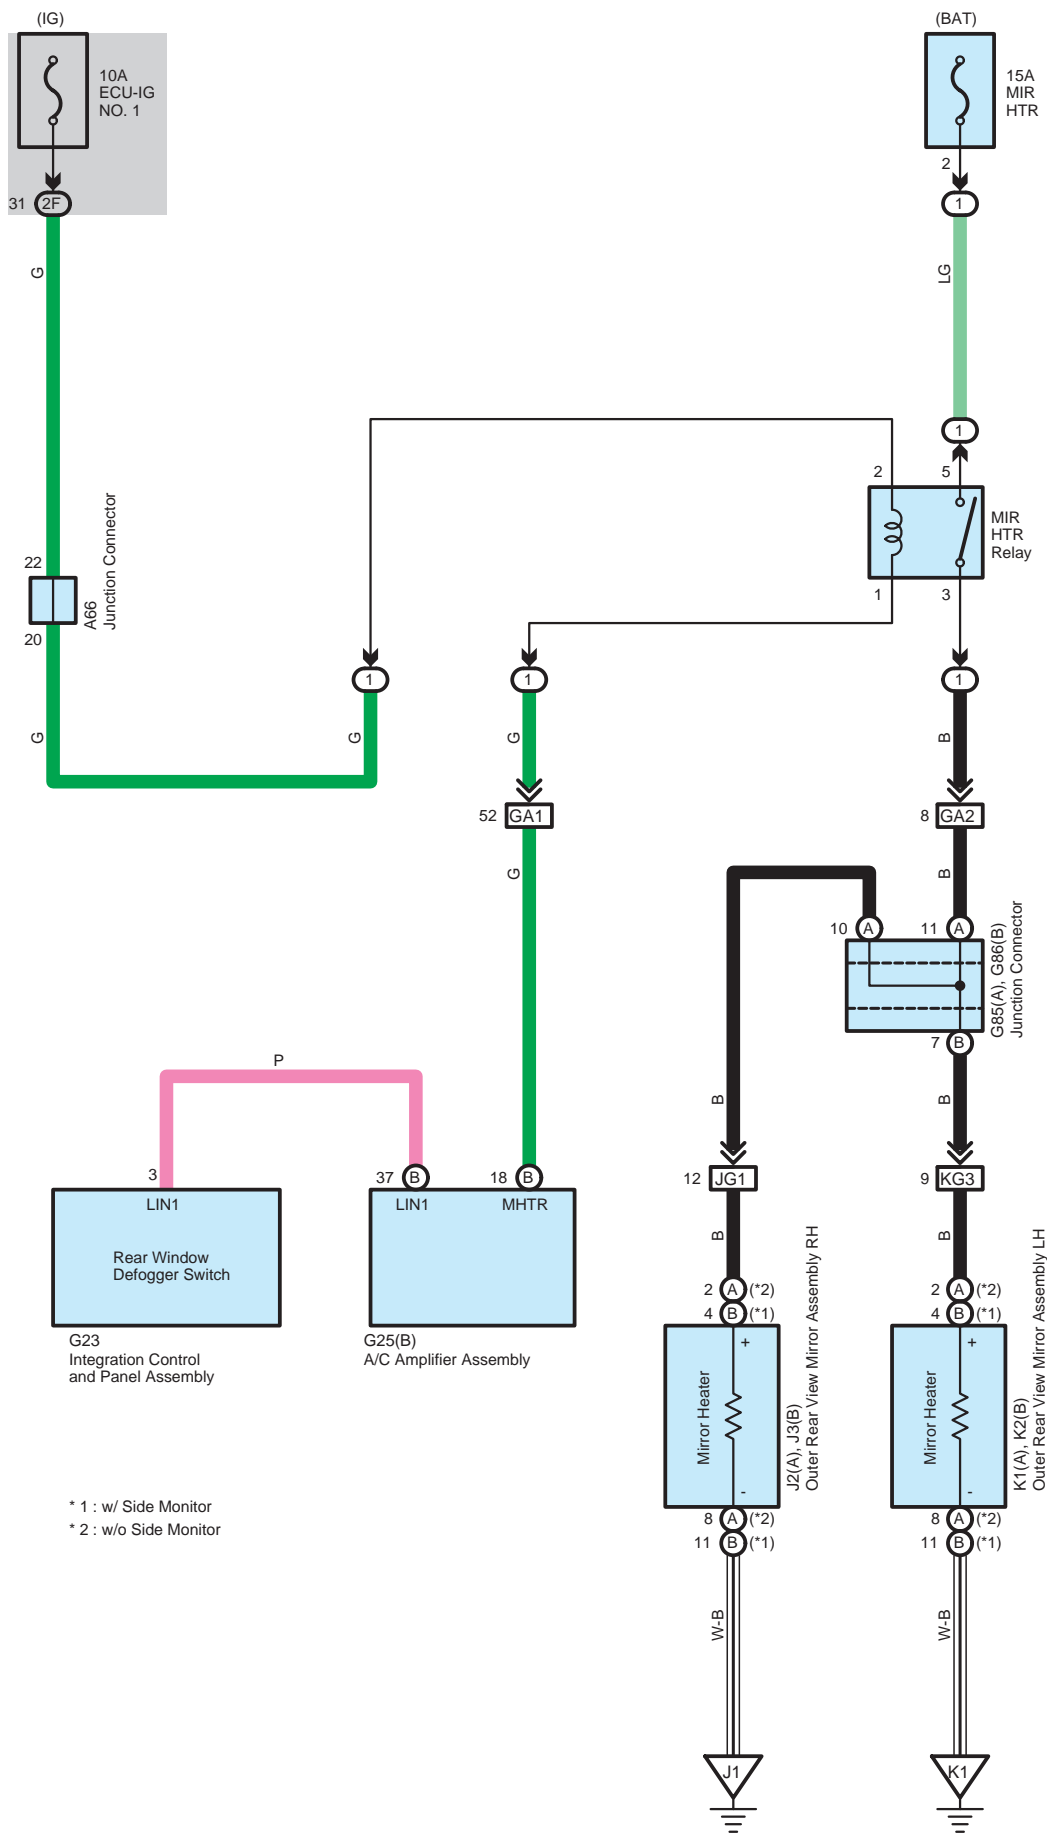 (IG)
(BAT)
10A
ECU-IG
NO. 1
15A
MIR
HTR
2
31
2F
1
G
LG
1
2
5
MIR
HTR
Relay
1
3
22
A66
Junction Connector
20
1
1
1
G
G
G
B
52
GA1
8
GA2
G
B
10
A
11
A
G85(A), G86(B)
Junction Connector
7
B
P
B
B
3
37
B
18
B
12
JG1
9
KG3
LIN1
LIN1
MHTR
B
B
Rear Window
Defogger Switch
2
A
(*2)
2
A
(*2)
4
B
(*1)
4
B
(*1)
G23
Integration Control
and Panel Assembly
G25(B)
A/C Amplifier Assembly
+
Mirror Heater
-
J2(A), J3(B)
Outer Rear View Mirror Assembly RH
+
Mirror Heater
-
K1(A), K2(B)
Outer Rear View Mirror Assembly LH
* 1 : w/ Side Monitor
* 2 : w/o Side Monitor
8
A
(*2)
8
A
(*2)
11
B
(*1)
11
B
(*1)
W-B
W-B
J1
K1